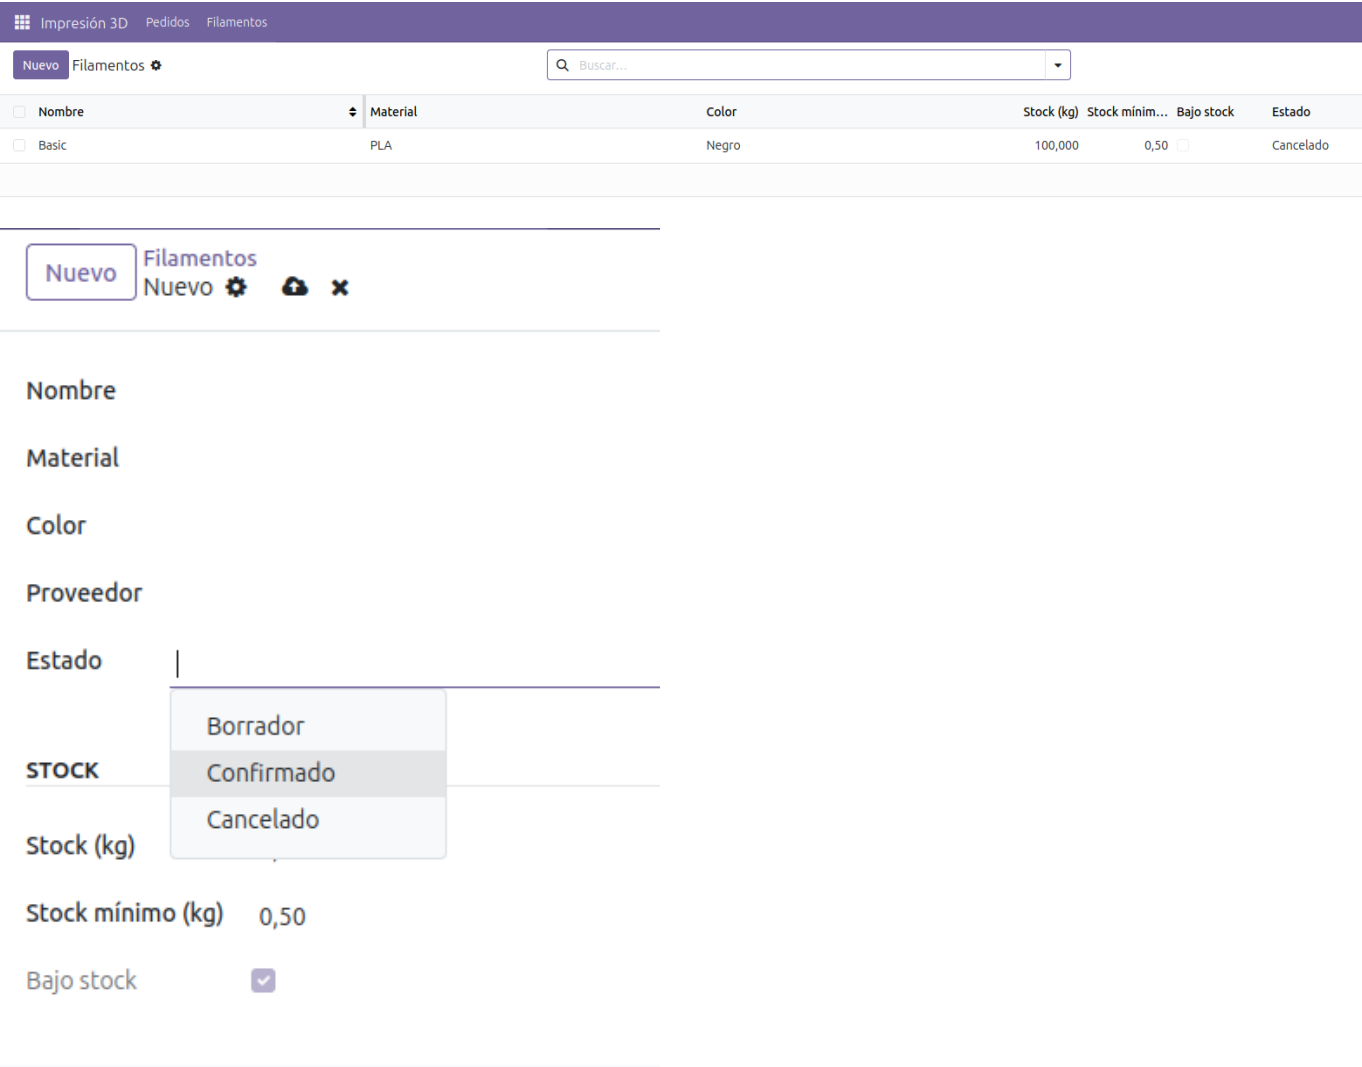 Impresión 3D Pedidos Filamentos
Nuevo Filamentos
Buscar...
Nombre Material Color Stock (kg) Stock mínim... Bajo stock Estado
Basic PLA Negro 100,000 0,50 Cancelado
Nuevo Filamentos
Nuevo
Nombre
Material
Color
Proveedor
Estado
Borrador
STOCK
Confirmado
Cancelado
Stock (kg)
Stock mínimo (kg) 0,50
Bajo stock